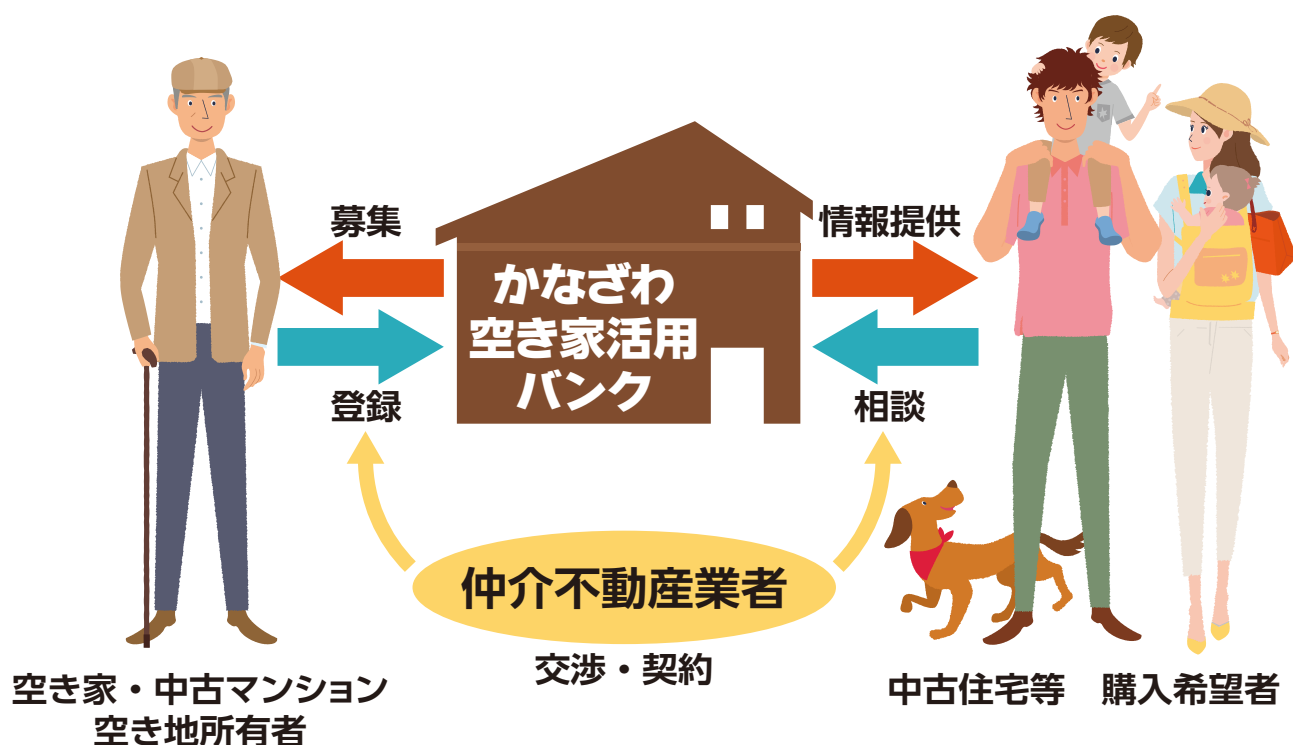 募集
情報提供
かなざわ
空き家活用
バンク
登録
相談
仲介不動産業者
交渉・契約
空き家・中古マンション
空き地所有者
中古住宅等　購入希望者